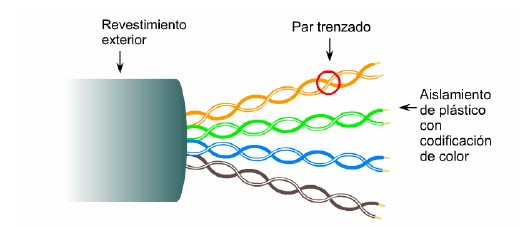 Revestimiento
exterior
Par trenzado
Aislamiento
de plástico
con
codificación
de color